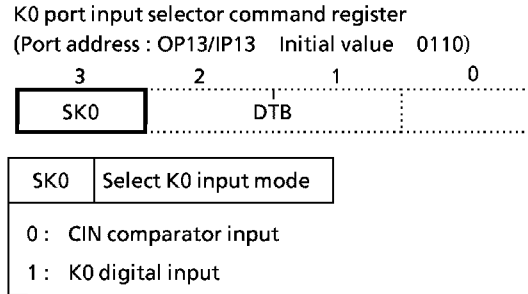 K0 port input selector command register
(Port address : OP13/IP13 Initial value 0110)
3 2 1 0
SK0 DTB
SK0 Select K0 input mode
0 : CIN comparator input
1 : K0 digital input